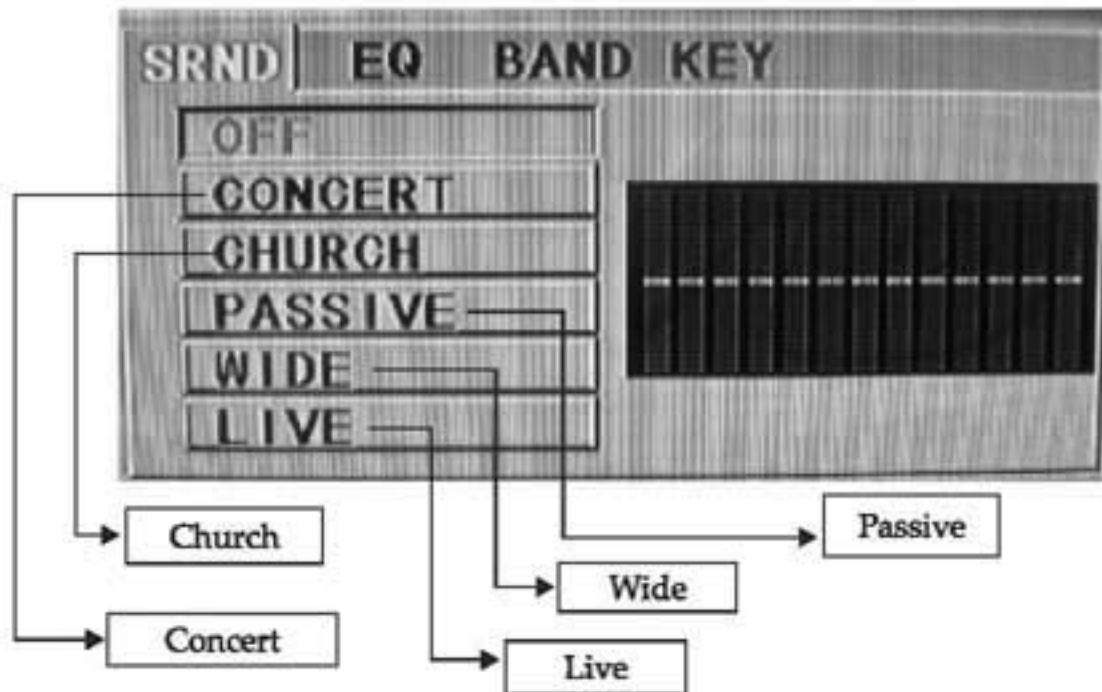 SRND EQ BAND KEY
OFF
CONCERT
CHURCH
PASSIVE
WIDE
LIVE
Church
Passive
Wide
Concert
Live